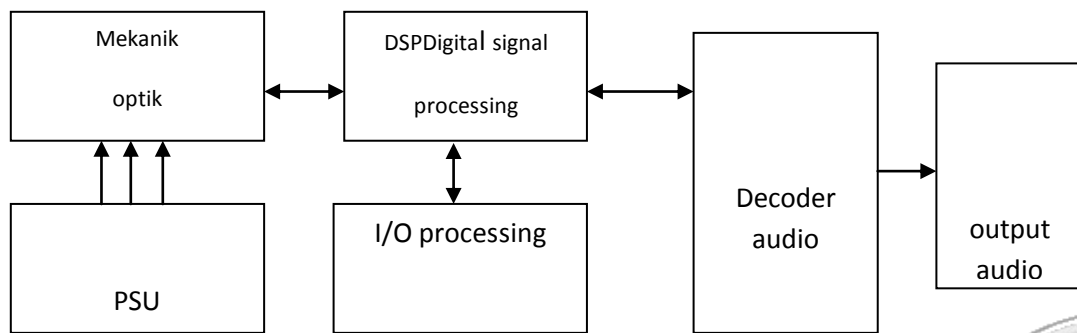 Mekanik
optik
DSPDigital signal
processing
Decoder
audio
output
audio
PSU
I/O processing